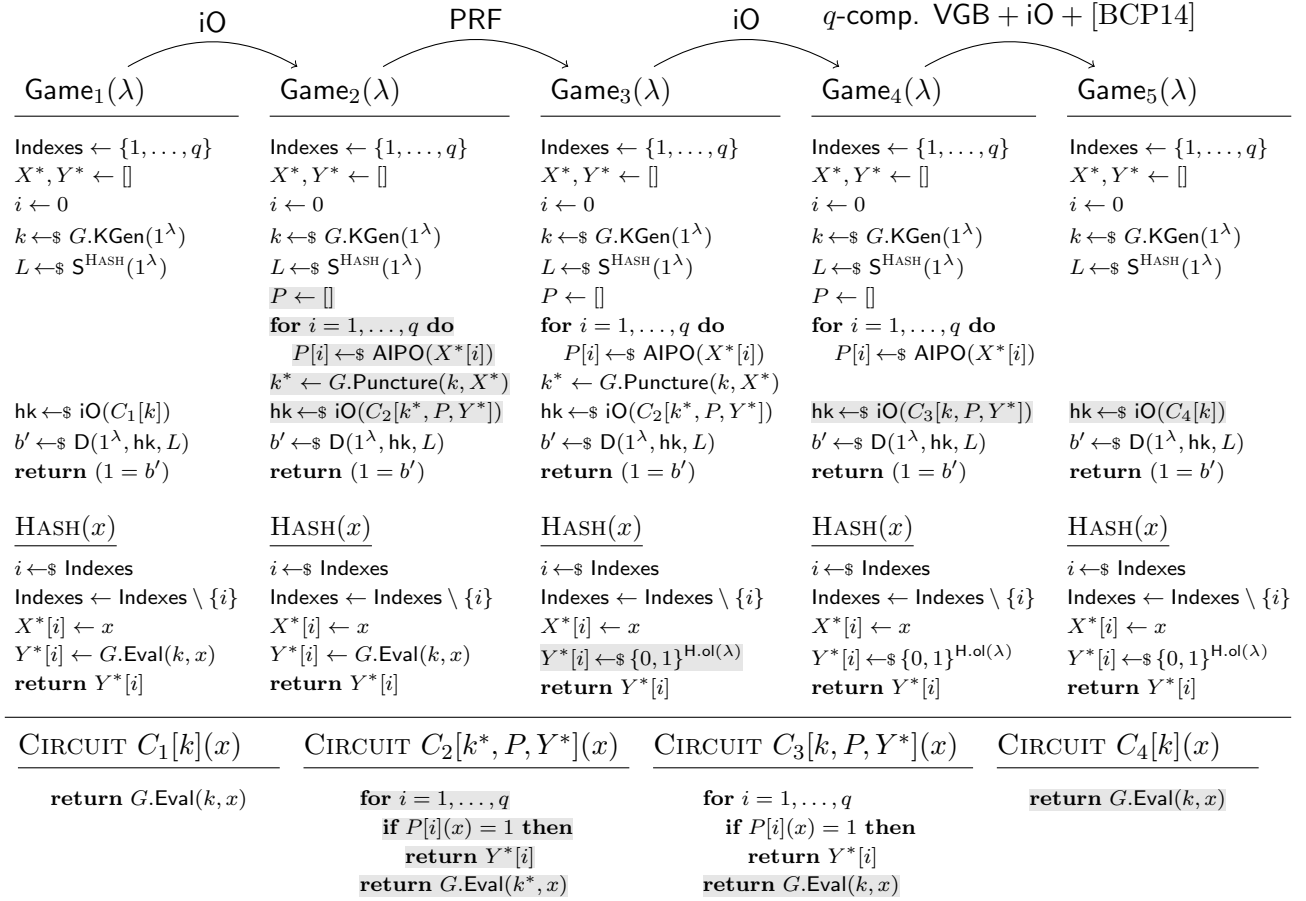 iO PRF iO q-comp. VGB + iO + [BCP14]
Game₁(λ) Game₂(λ) Game₃(λ) Game₄(λ) Game₅(λ)
Indexes ← {1, . . . , q} Indexes ← {1, . . . , q} Indexes ← {1, . . . , q} Indexes ← {1, . . . , q} Indexes ← {1, . . . , q}
X*, Y* ← [] X*, Y* ← [] X*, Y* ← [] X*, Y* ← [] X*, Y* ← []
i ← 0 i ← 0 i ← 0 i ← 0 i ← 0
k ←$ G.KGen(1^λ) k ←$ G.KGen(1^λ) k ←$ G.KGen(1^λ) k ←$ G.KGen(1^λ) k ←$ G.KGen(1^λ)
L ←$ S^HASH(1^λ) L ←$ S^HASH(1^λ) L ←$ S^HASH(1^λ) L ←$ S^HASH(1^λ) L ←$ S^HASH(1^λ)
P ← [] P ← [] P ← []
for i = 1, . . . , q do for i = 1, . . . , q do for i = 1, . . . , q do
P[i] ←$ AIPO(X*[i]) P[i] ←$ AIPO(X*[i]) P[i] ←$ AIPO(X*[i])
k* ← G.Puncture(k, X*) k* ← G.Puncture(k, X*)
hk ←$ iO(C₁[k]) hk ←$ iO(C₂[k*, P, Y*]) hk ←$ iO(C₂[k*, P, Y*]) hk ←$ iO(C₃[k, P, Y*]) hk ←$ iO(C₄[k])
b′ ←$ D(1^λ, hk, L) b′ ←$ D(1^λ, hk, L) b′ ←$ D(1^λ, hk, L) b′ ←$ D(1^λ, hk, L) b′ ←$ D(1^λ, hk, L)
return (1 = b′) return (1 = b′) return (1 = b′) return (1 = b′) return (1 = b′)
HASH(x) HASH(x) HASH(x) HASH(x) HASH(x)
i ←$ Indexes i ←$ Indexes i ←$ Indexes i ←$ Indexes i ←$ Indexes
Indexes ← Indexes \ {i} Indexes ← Indexes \ {i} Indexes ← Indexes \ {i} Indexes ← Indexes \ {i} Indexes ← Indexes \ {i}
X*[i] ← x X*[i] ← x X*[i] ← x X*[i] ← x X*[i] ← x
Y*[i] ← G.Eval(k, x) Y*[i] ← G.Eval(k, x) Y*[i] ←$ {0, 1}^H.ol(λ) Y*[i] ←$ {0, 1}^H.ol(λ) Y*[i] ←$ {0, 1}^H.ol(λ)
return Y*[i] return Y*[i] return Y*[i] return Y*[i] return Y*[i]
CIRCUIT C₁[k](x) CIRCUIT C₂[k*, P, Y*](x) CIRCUIT C₃[k, P, Y*](x) CIRCUIT C₄[k](x)
return G.Eval(k, x) for i = 1, . . . , q for i = 1, . . . , q return G.Eval(k, x)
if P[i](x) = 1 then if P[i](x) = 1 then
return Y*[i] return Y*[i]
return G.Eval(k*, x) return G.Eval(k, x)